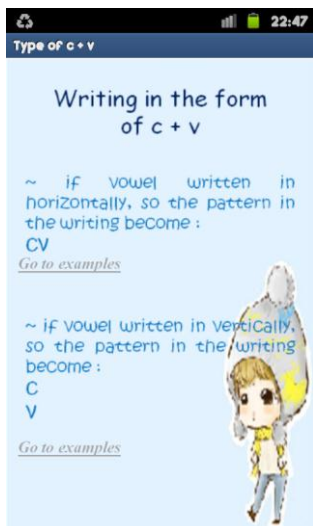 22:47
Type of c + v
Writing in the form
of c + v
~ if vowel written in
horizontally, so the pattern in
the writing become :
CV
Go to examples
~ if vowel written in vertically,
so the pattern in the writing
become :
C
V
Go to examples